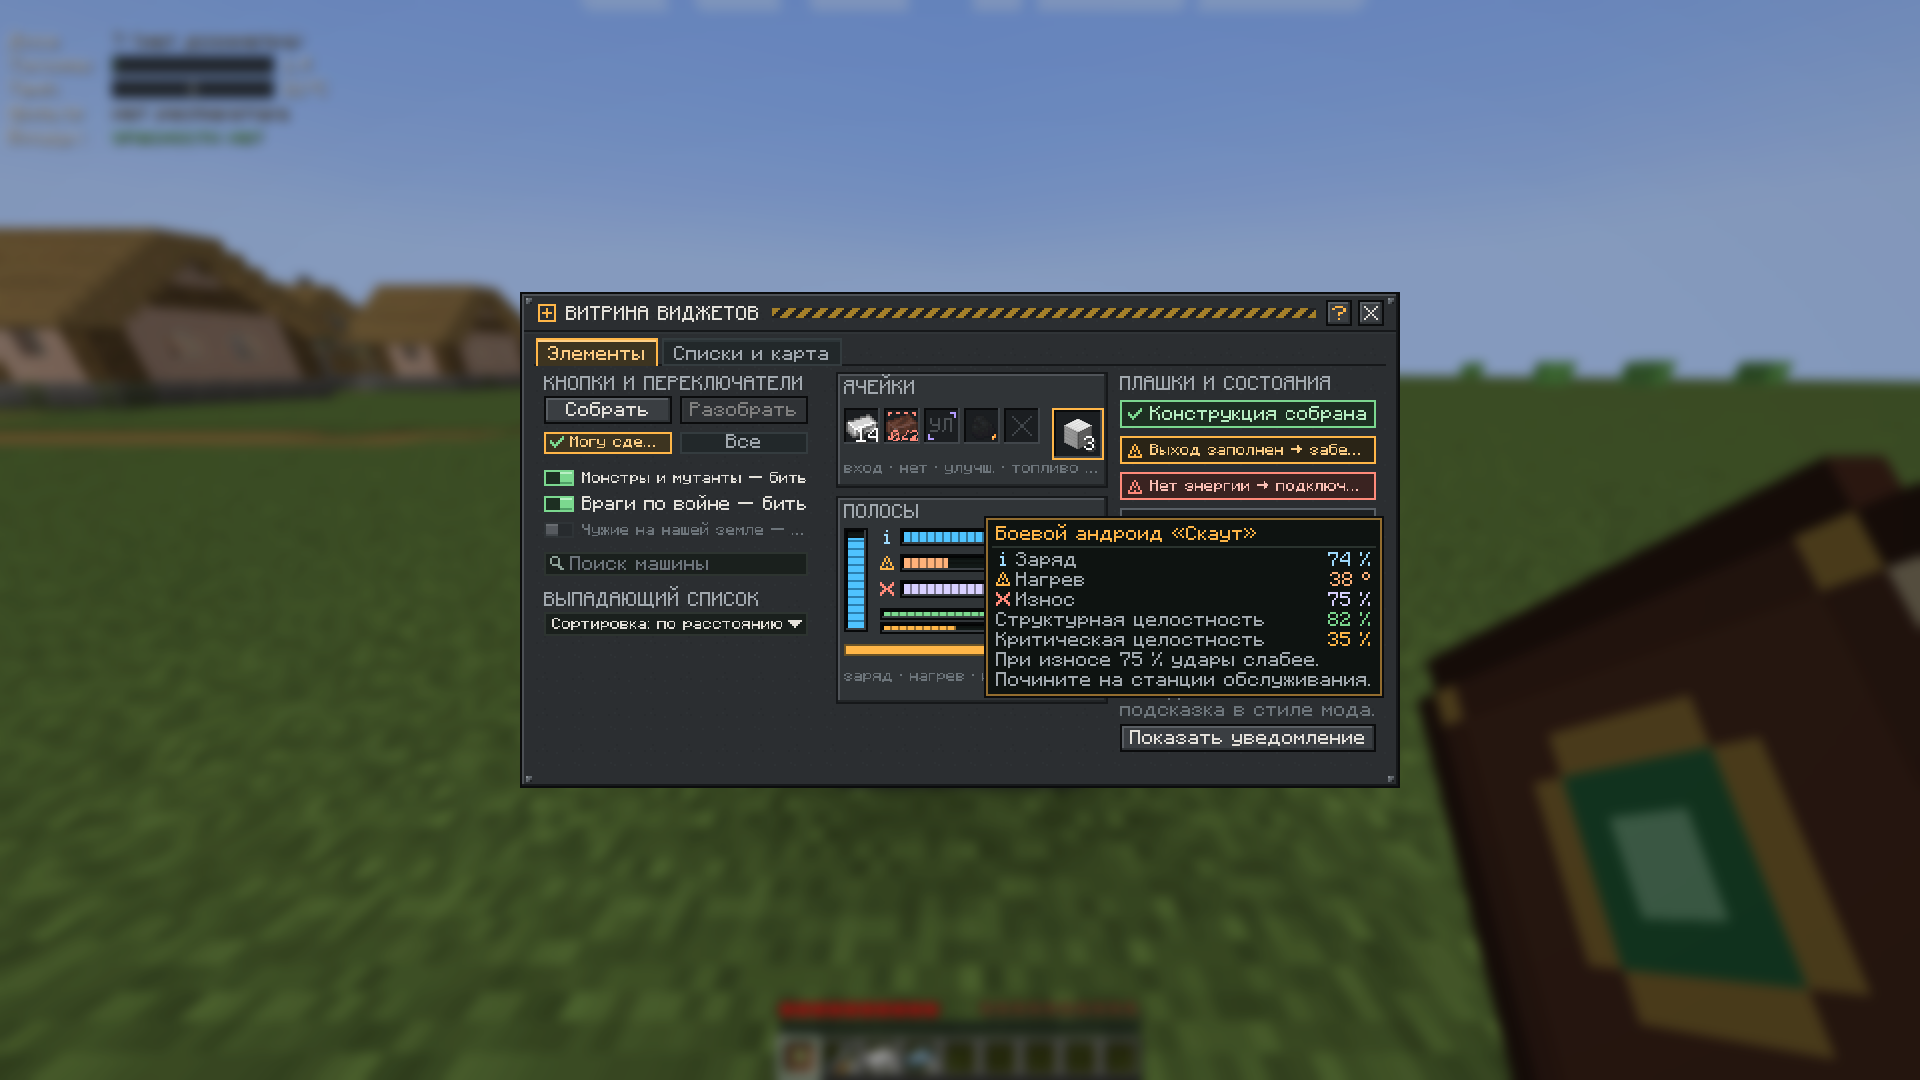 ВИТРИНА ВИДЖЕТОВ
?
Элементы
Списки и карта
КНОПКИ И ПЕРЕКЛЮЧАТЕЛИ
Собрать
Разобрать
Могу сде...
Все
Монстры и мутанты — бить
Враги по войне — бить
Чужие на нашей земле — ...
Поиск машины
ВЫПАДАЮЩИЙ СПИСОК
Сортировка: по расстоянию
ЯЧЕЙКИ
14
0/2
УЛ
3
вход · нет · улучш. · топливо ...
ПОЛОСЫ
заряд · нагрев ·
ПЛАШКИ И СОСТОЯНИЯ
Конструкция собрана
Выход заполнен → забе...
Нет энергии → подключ...
Боевой андроид «Скаут»
i Заряд 74 %
Нагрев 38 °
Износ 75 %
Структурная целостность 82 %
Критическая целостность 35 %
При износе 75 % удары слабее.
Почините на станции обслуживания.
подсказка в стиле мода.
Показать уведомление